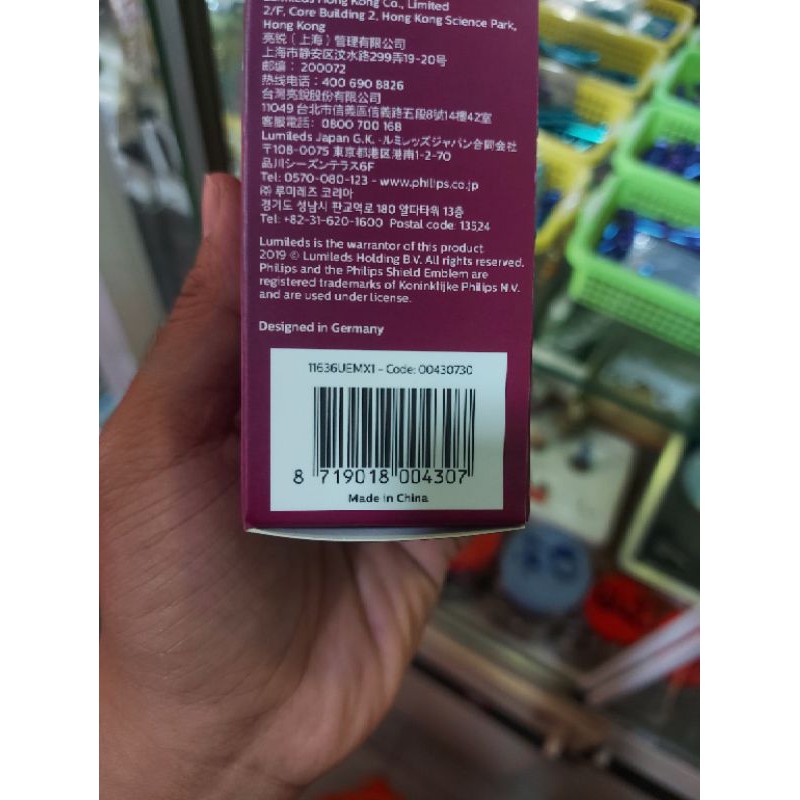 Lumileds Hong Kong Co., Limited
2/F, Core Building 2, Hong Kong Science Park,
Hong Kong
亮锐（上海）管理有限公司
上海市静安区汶水路299弄19-20号
邮编：200072
热线电话：400 690 8826
台灣亮銳股份有限公司
11049 台北市信義區信義路五段8號14樓42室
客服電話：0800 700 168
Lumileds Japan G.K. -ルミレッズジャパン合同会社
〒108-0075 東京都港区港南1-2-70
品川シーズンテラス6F
Tel: 0570-080-123 - www.philips.co.jp
㈜ 루미레즈 코리아
경기도 성남시 판교역로 180 알다타워 13층
Tel: +82-31-620-1600 Postal code: 13524
Lumileds is the warrantor of this product
2019 © Lumileds Holding B.V. All rights reserved.
Philips and the Philips Shield Emblem are
registered trademarks of Koninklijke Philips N.V.
and are used under license.
Designed in Germany
11636UEMX1 - Code: 00430730
8 719018 004307
Made in China